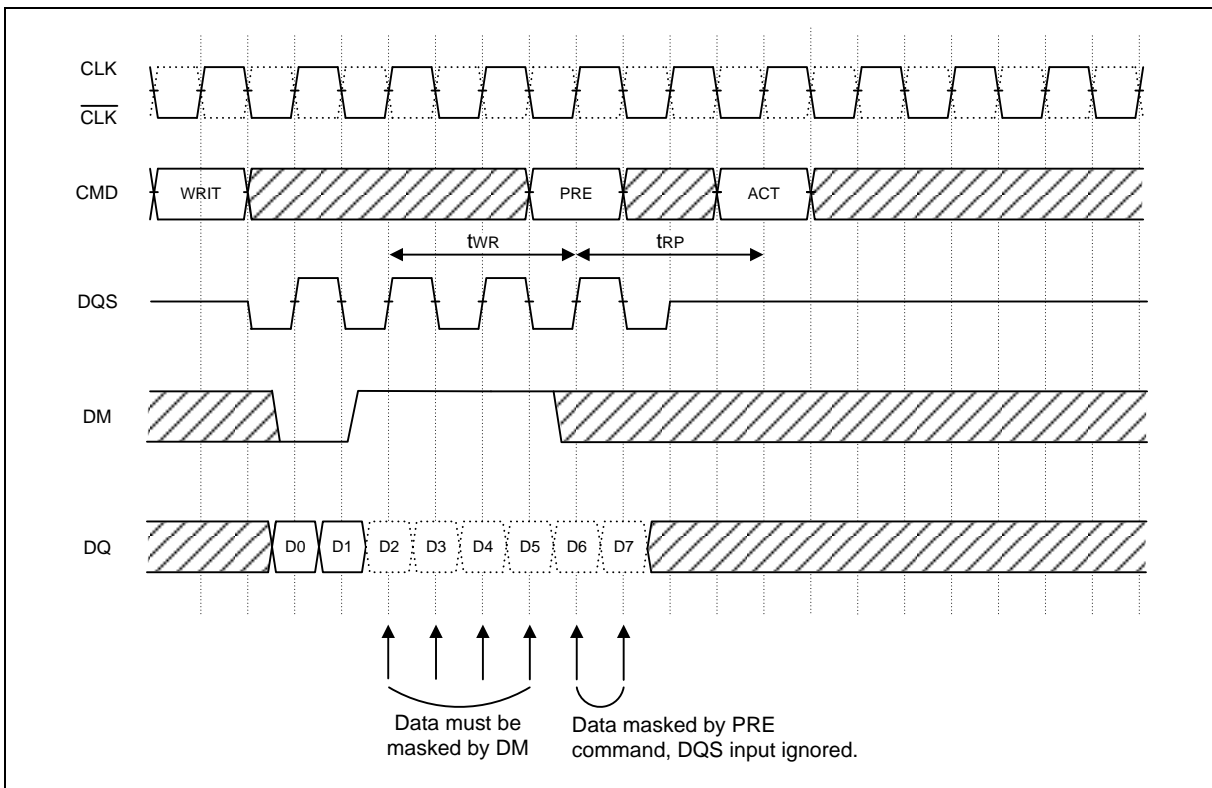 CLK
CLK
CMD
WRIT
PRE
ACT
tWR
tRP
DQS
DM
DQ
D0 D1 D2 D3 D4 D5 D6 D7
Data must be
masked by DM
Data masked by PRE
command, DQS input ignored.